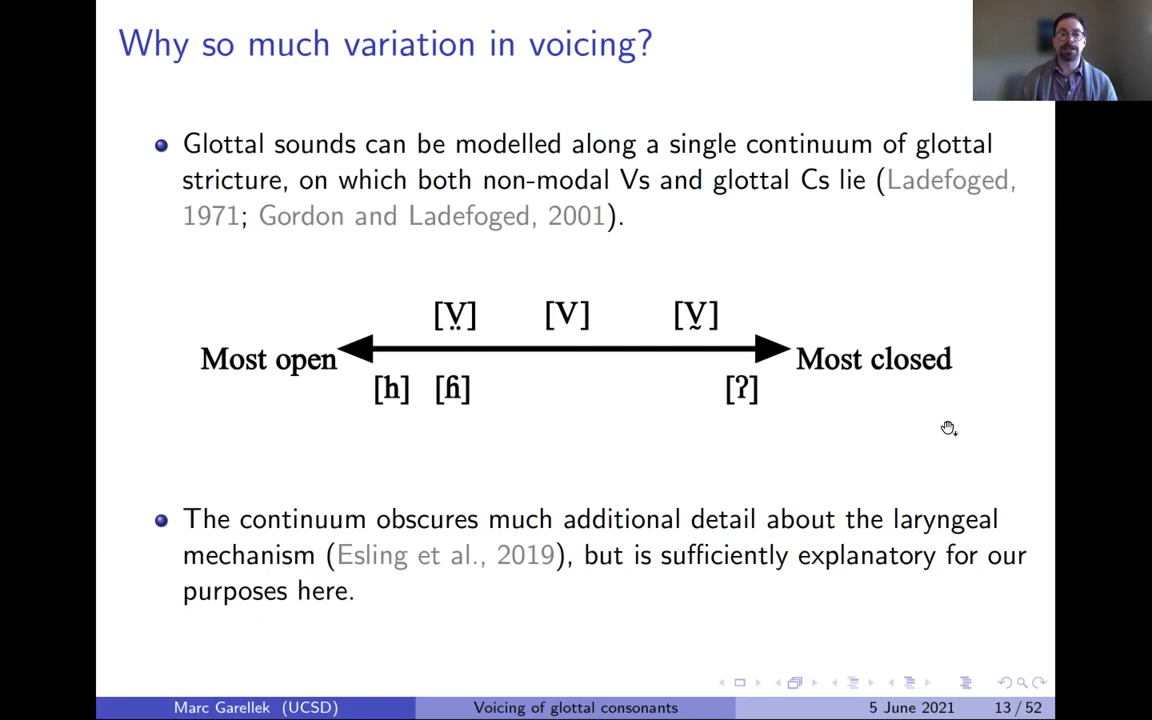 Why so much variation in voicing?
Glottal sounds can be modelled along a single continuum of glottal
stricture, on which both non-modal Vs and glottal Cs lie (Ladefoged,
1971; Gordon and Ladefoged, 2001).
[V̤] [V] [V̰]
Most open Most closed
[h] [ɦ] [ʔ]
The continuum obscures much additional detail about the laryngeal
mechanism (Esling et al., 2019), but is sufficiently explanatory for our
purposes here.
Marc Garellek (UCSD) Voicing of glottal consonants 5 June 2021 13 / 52